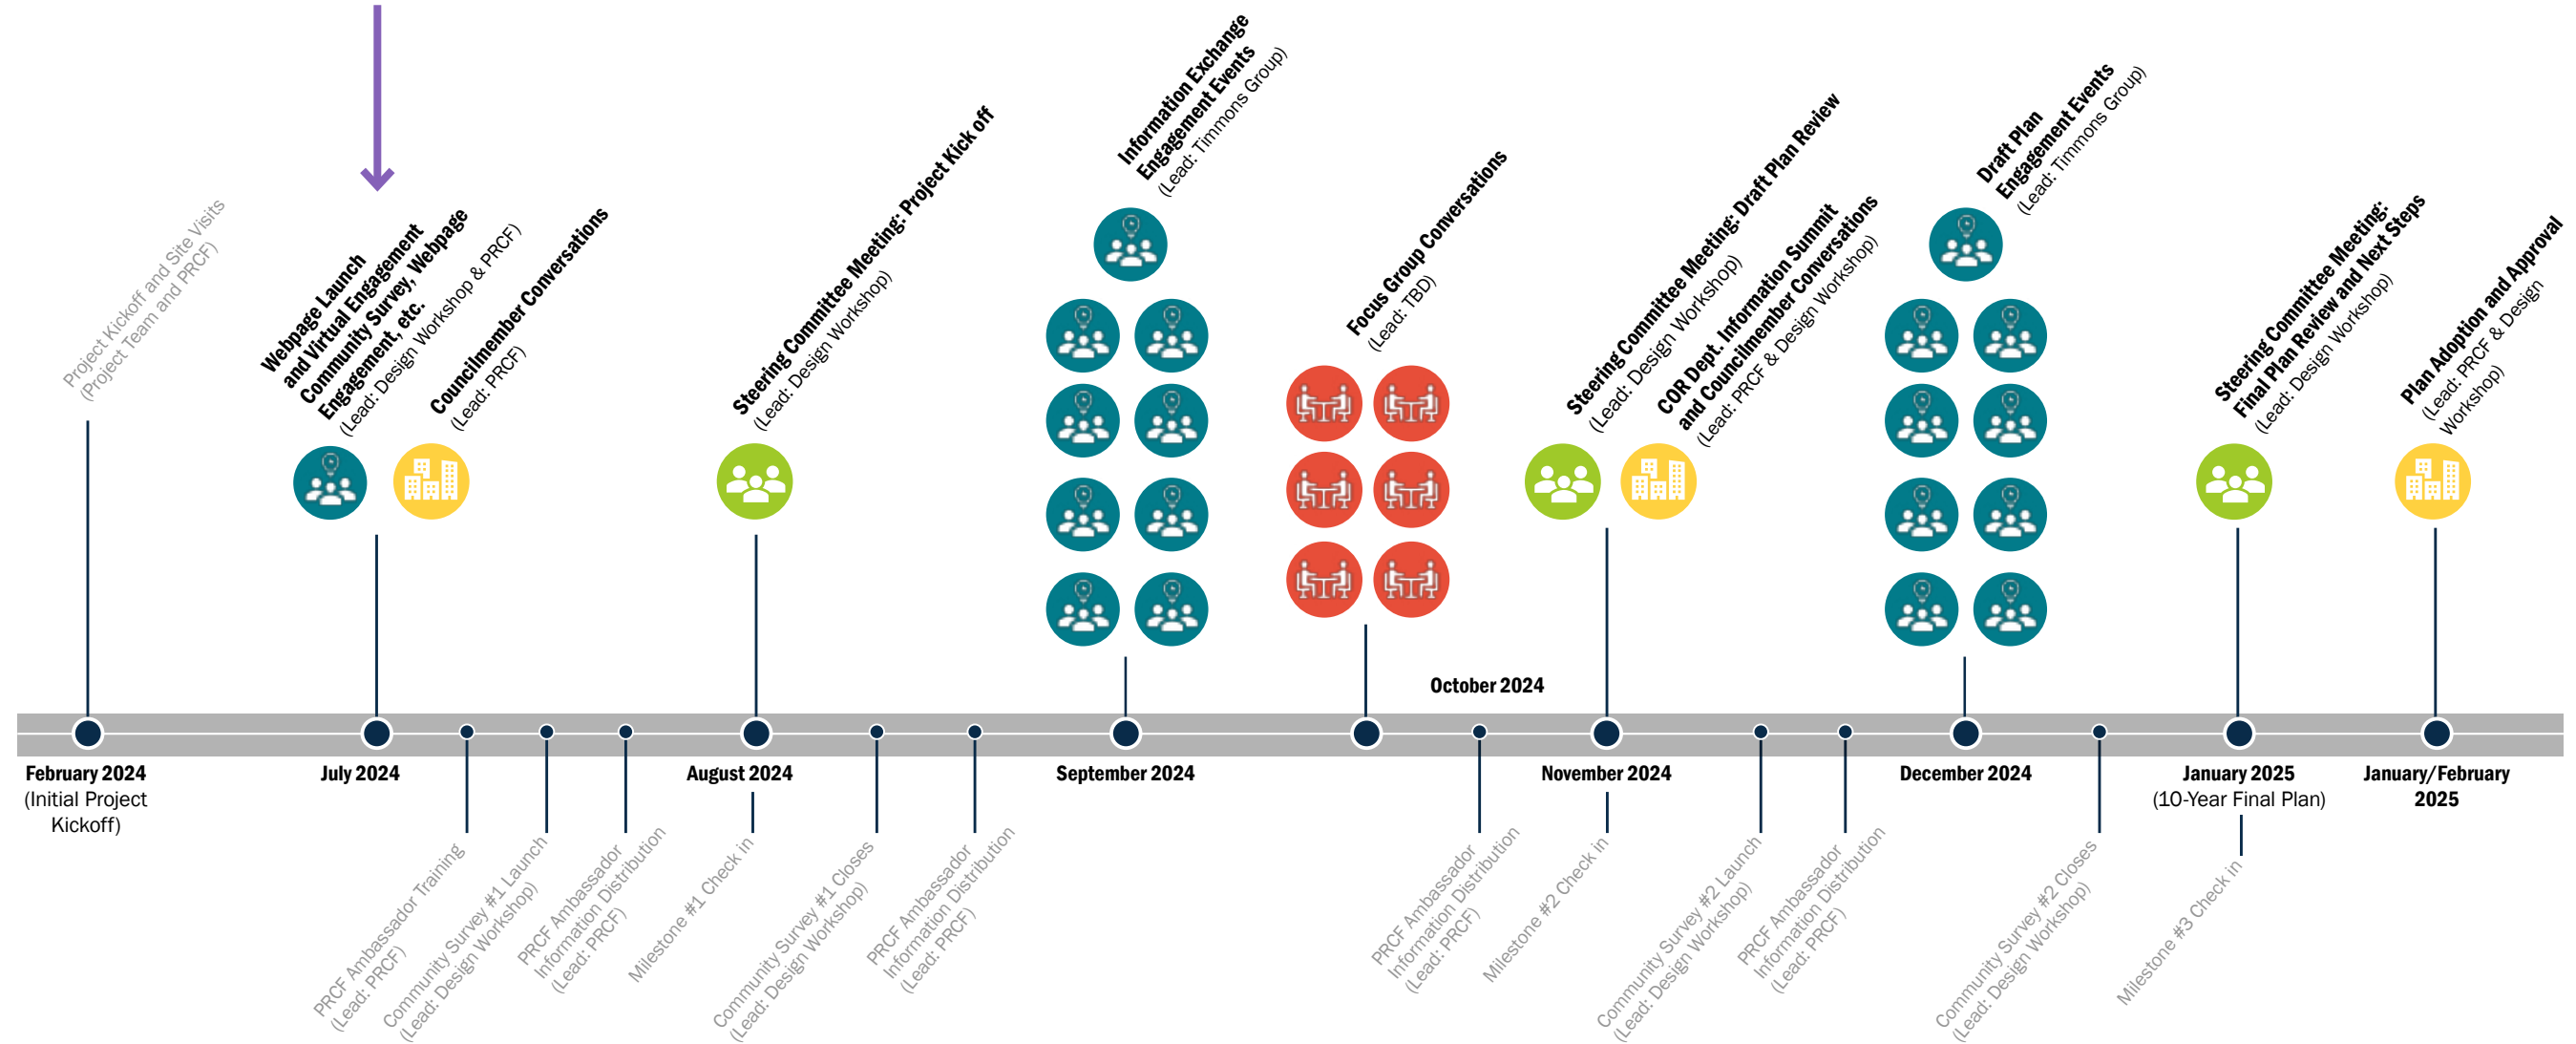 Project Kickoff and Site Visits
(Project Team and PRCF)
Webpage Launch
and Virtual Engagement
Community Survey, Webpage
Engagement, etc.
(Lead: Design Workshop & PRCF)
Councilmember Conversations
(Lead: PRCF)
Steering Committee Meeting: Project Kick off
(Lead: Design Workshop)
Information Exchange
Engagement Events
(Lead: Timmons Group)
Focus Group Conversations
(Lead: TBD)
Steering Committee Meeting: Draft Plan Review
(Lead: Design Workshop)
COR Dept. Information Summit
and Councilmember Conversations
(Lead: PRCF & Design Workshop)
Draft Plan
Engagement Events
(Lead: Timmons Group)
Steering Committee Meeting:
Final Plan Review and Next Steps
(Lead: Design Workshop)
Plan Adoption and Approval
(Lead: PRCF & Design
Workshop)
October 2024
February 2024
(Initial Project
Kickoff)
July 2024
August 2024
September 2024
November 2024
December 2024
January 2025
(10-Year Final Plan)
January/February
2025
PRCF Ambassador Training
(Lead: PRCF)
Community Survey #1 Launch
(Lead: Design Workshop)
PRCF Ambassador
Information Distribution
(Lead: PRCF)
Milestone #1 Check in
Community Survey #1 Closes
(Lead: Design Workshop)
PRCF Ambassador
Information Distribution
(Lead: PRCF)
PRCF Ambassador
Information Distribution
(Lead: PRCF)
Milestone #2 Check in
Community Survey #2 Launch
(Lead: Design Workshop)
PRCF Ambassador
Information Distribution
(Lead: PRCF)
Community Survey #2 Closes
(Lead: Design Workshop)
Milestone #3 Check in